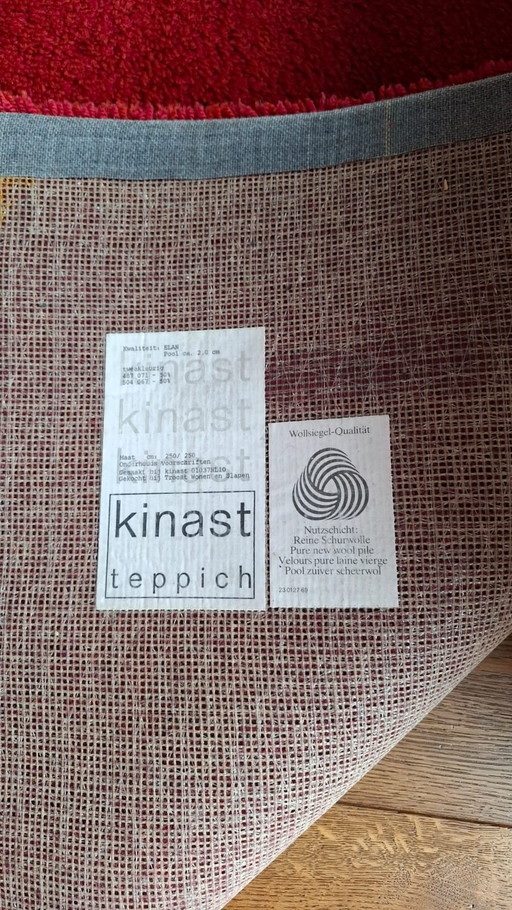 Kwaliteit: ELAN
Pool ca. 2,0 cm
tweekleurig
kinast
kinast
kinast
Maat cm: 250/ 250
Onderhouds voorschriften
Gemaakt bij Kinast
Gekocht bij Troost Wonen en Slapen
kinast
teppich
Wollsiegel-Qualität
Nutzschicht:
Reine Schurwolle
Pure new wool pile
Velours pure laine vierge
Pool zuiver scheerwol